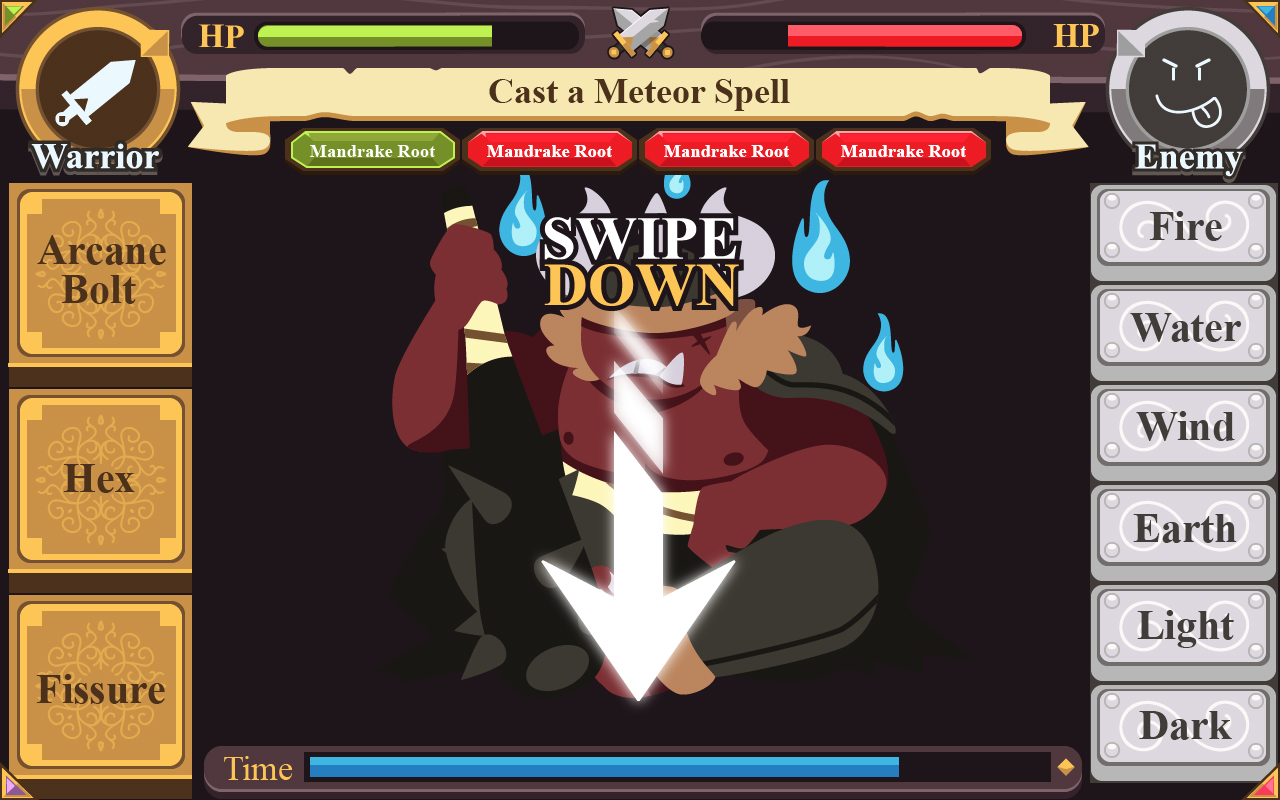 HP
HP
Cast a Meteor Spell
Warrior
Enemy
Mandrake Root
Mandrake Root
Mandrake Root
Mandrake Root
Arcane
Bolt
Hex
Fissure
SWIPE
DOWN
Fire
Water
Wind
Earth
Light
Dark
Time